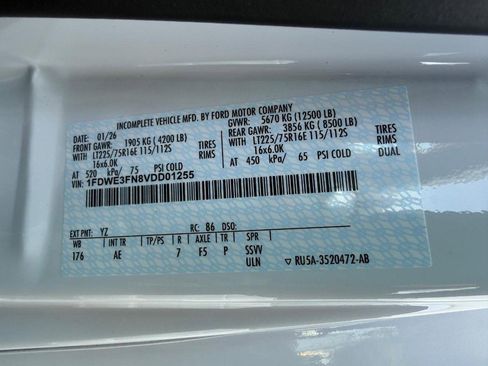 INCOMPLETE VEHICLE MFD. BY FORD MOTOR COMPANY
DATE: 01/26 GVWR: 5670 KG (12500 LB)
FRONT GAWR: 1905 KG (4200 LB) REAR GAWR: 3856 KG (8500 LB)
WITH LT225/75R16E 115/112S TIRES WITH LT225/75R16E 115/112S TIRES
16x6.0K RIMS 16x6.0K RIMS
AT 520 kPa/ 75 PSI COLD AT 450 kPa/ 65 PSI COLD DUAL
VIN: 1FDWE3FN8VDD01255
EXT PNT: YZ RC: 86 DSO:
WB INT TR TP/PS R AXLE TR SPR
176 AE 7 F5 P SSVV
ULN ▽ RU5A-3520472-AB